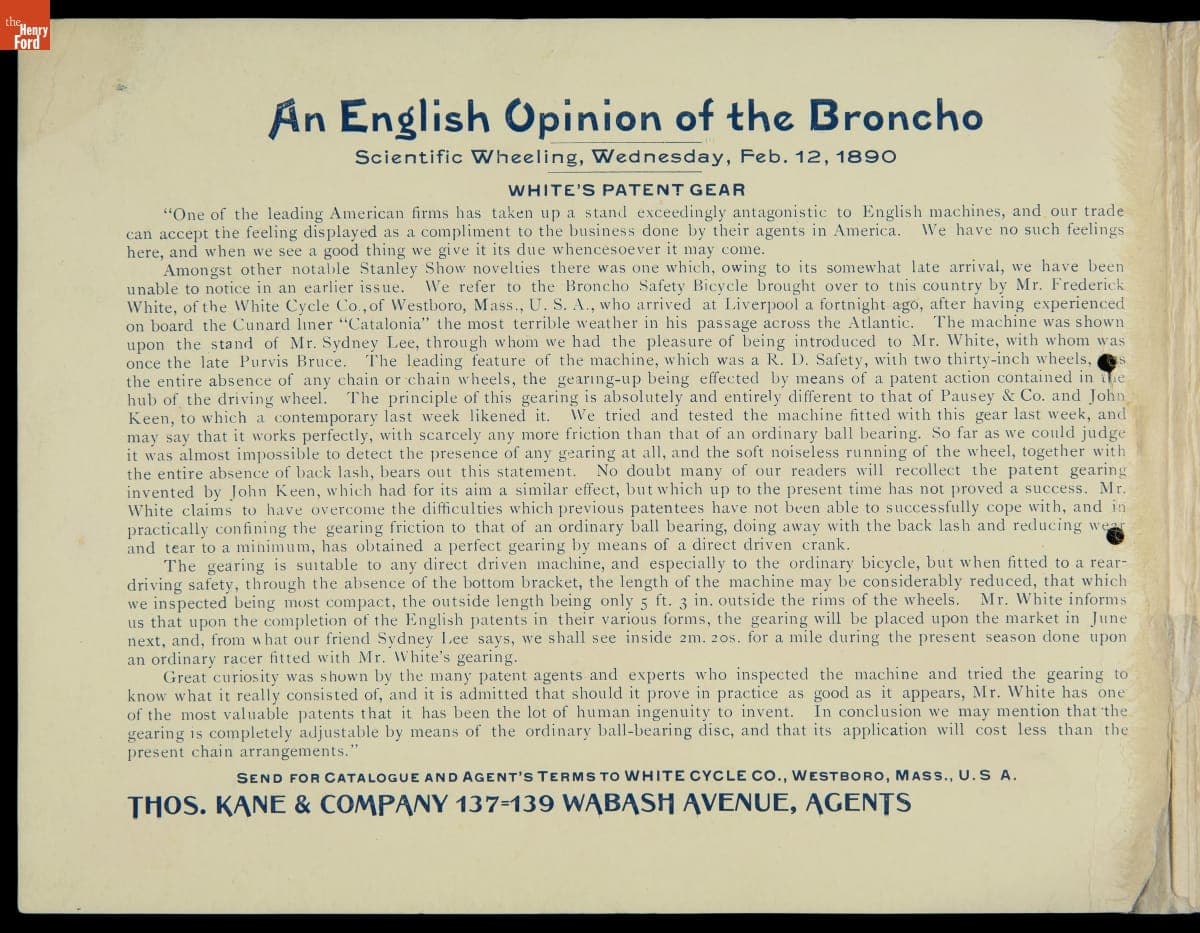 the
Henry
Ford
An English Opinion of the Broncho
Scientific Wheeling, Wednesday, Feb. 12, 1890
WHITE'S PATENT GEAR
"One of the leading American firms has taken up a stand exceedingly antagonistic to English machines, and our trade
can accept the feeling displayed as a compliment to the business done by their agents in America. We have no such feelings
here, and when we see a good thing we give it its due whencesoever it may come.
Amongst other notable Stanley Show novelties there was one which, owing to its somewhat late arrival, we have been
unable to notice in an earlier issue. We refer to the Broncho Safety Bicycle brought over to this country by Mr. Frederick
White, of the White Cycle Co., of Westboro, Mass., U. S. A., who arrived at Liverpool a fortnight ago, after having experienced
on board the Cunard liner "Catalonia" the most terrible weather in his passage across the Atlantic. The machine was shown
upon the stand of Mr. Sydney Lee, through whom we had the pleasure of being introduced to Mr. White, with whom was
once the late Purvis Bruce. The leading feature of the machine, which was a R. D. Safety, with two thirty-inch wheels,
the entire absence of any chain or chain wheels, the gearing-up being effected by means of a patent action contained in the
hub of the driving wheel. The principle of this gearing is absolutely and entirely different to that of Pausey & Co. and John
Keen, to which a contemporary last week likened it. We tried and tested the machine fitted with this gear last week, and
may say that it works perfectly, with scarcely any more friction than that of an ordinary ball bearing. So far as we could judge
it was almost impossible to detect the presence of any gearing at all, and the soft noiseless running of the wheel, together with
the entire absence of back lash, bears out this statement. No doubt many of our readers will recollect the patent gearing
invented by John Keen, which had for its aim a similar effect, but which up to the present time has not proved a success. Mr.
White claims to have overcome the difficulties which previous patentees have not been able to successfully cope with, and in
practically confining the gearing friction to that of an ordinary ball bearing, doing away with the back lash and reducing wear
and tear to a minimum, has obtained a perfect gearing by means of a direct driven crank.
The gearing is suitable to any direct driven machine, and especially to the ordinary bicycle, but when fitted to a rear-
driving safety, through the absence of the bottom bracket, the length of the machine may be considerably reduced, that which
we inspected being most compact, the outside length being only 5 ft. 3 in. outside the rims of the wheels. Mr. White informs
us that upon the completion of the English patents in their various forms, the gearing will be placed upon the market in June
next, and, from what our friend Sydney Lee says, we shall see inside 2m. 20s. for a mile during the present season done upon
an ordinary racer fitted with Mr. White's gearing.
Great curiosity was shown by the many patent agents and experts who inspected the machine and tried the gearing to
know what it really consisted of, and it is admitted that should it prove in practice as good as it appears, Mr. White has one
of the most valuable patents that it has been the lot of human ingenuity to invent. In conclusion we may mention that the
gearing is completely adjustable by means of the ordinary ball-bearing disc, and that its application will cost less than the
present chain arrangements."
SEND FOR CATALOGUE AND AGENT'S TERMS TO WHITE CYCLE CO., WESTBORO, MASS., U. S A.
THOS. KANE & COMPANY 137=139 WABASH AVENUE, AGENTS